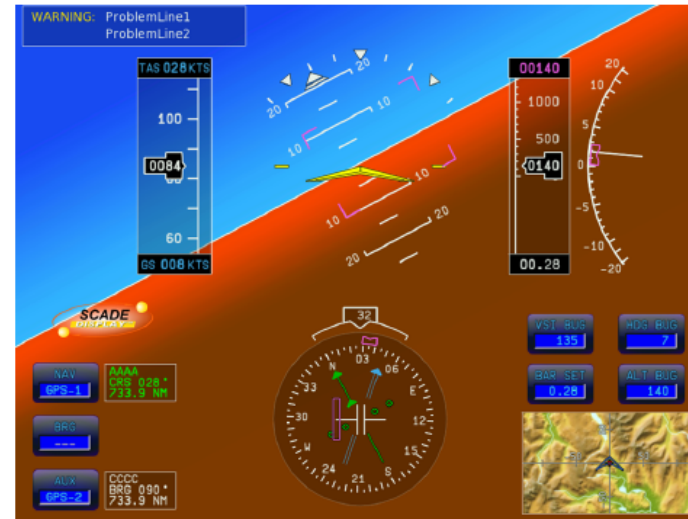 WARNING: ProblemLine1
ProblemLine2
TAS 028 KTS
100
0084
80
60
GS 008 KTS
20
20
10
10
10
10
20
20
00140
1000
500
0140
00.28
20
10
5
0
-5
-10
-20
SCADE
DISPLAY
32
N
03
06
E
12
15
S
21
24
W
30
33
NAV
GPS-1
AAAA
CRS 028°
733.9 NM
BRG
---
AUX
GPS-2
CCCC
BRG 090°
733.9 NM
VSI BUG
135
HDG BUG
7
BAR SET
0.28
ALT BUG
140